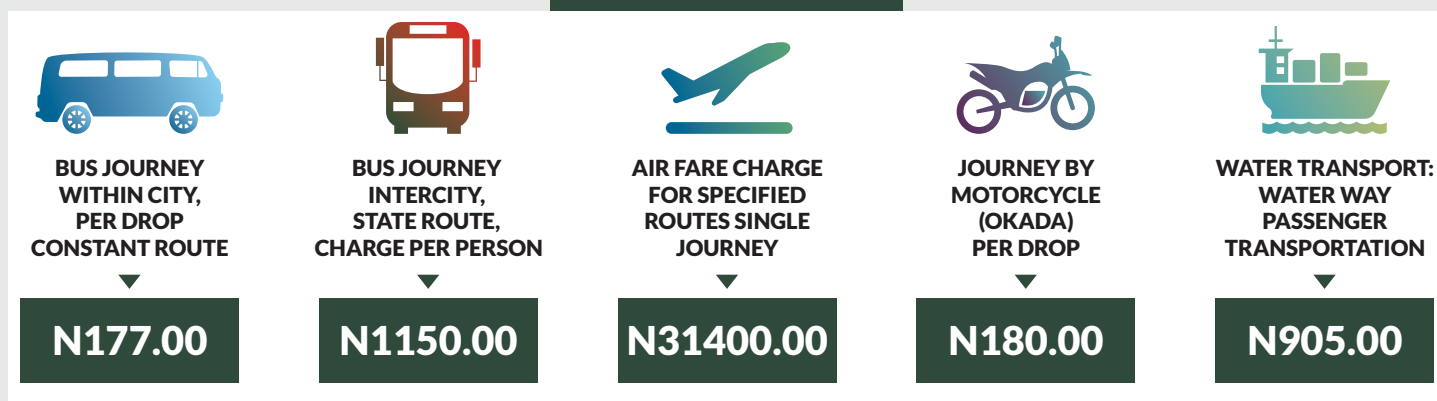 BUS JOURNEY
WITHIN CITY,
PER DROP
CONSTANT ROUTE
N177.00
BUS JOURNEY
INTERCITY,
STATE ROUTE,
CHARGE PER PERSON
N1150.00
AIR FARE CHARGE
FOR SPECIFIED
ROUTES SINGLE
JOURNEY
N31400.00
JOURNEY BY
MOTORCYCLE
(OKADA)
PER DROP
N180.00
WATER TRANSPORT:
WATER WAY
PASSENGER
TRANSPORTATION
N905.00